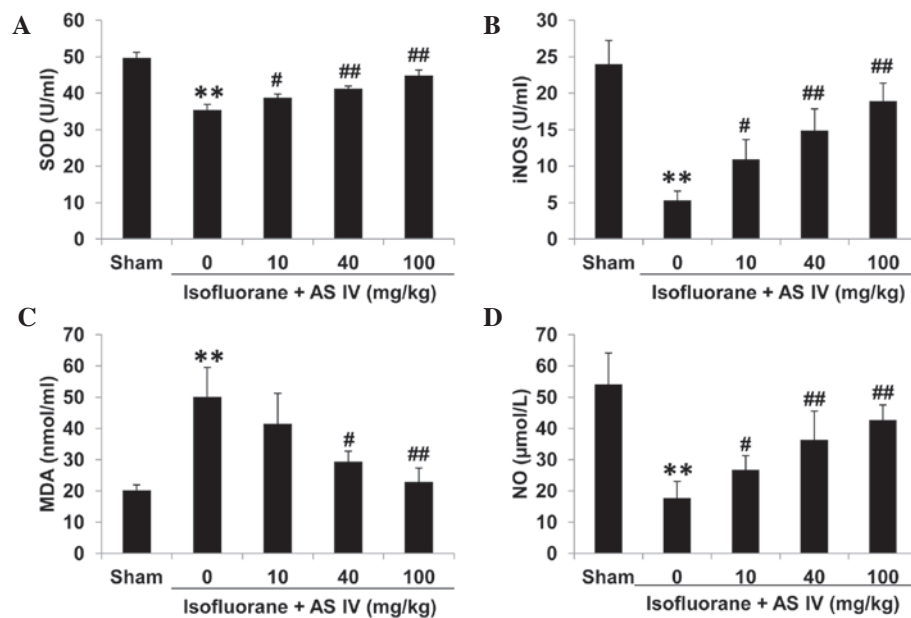 A
SOD (U/ml)
60
50
40
30
20
10
0
**
#
##
##
Sham 0 10 40 100
Isofluorane + AS IV (mg/kg)
B
iNOS (U/ml)
30
25
20
15
10
5
0
**
#
##
##
Sham 0 10 40 100
Isofluorane + AS IV (mg/kg)
C
MDA (nmol/ml)
70
60
50
40
30
20
10
0
**
#
##
Sham 0 10 40 100
Isofluorane + AS IV (mg/kg)
D
NO (µmol/L)
70
60
50
40
30
20
10
0
**
#
##
##
Sham 0 10 40 100
Isofluorane + AS IV (mg/kg)